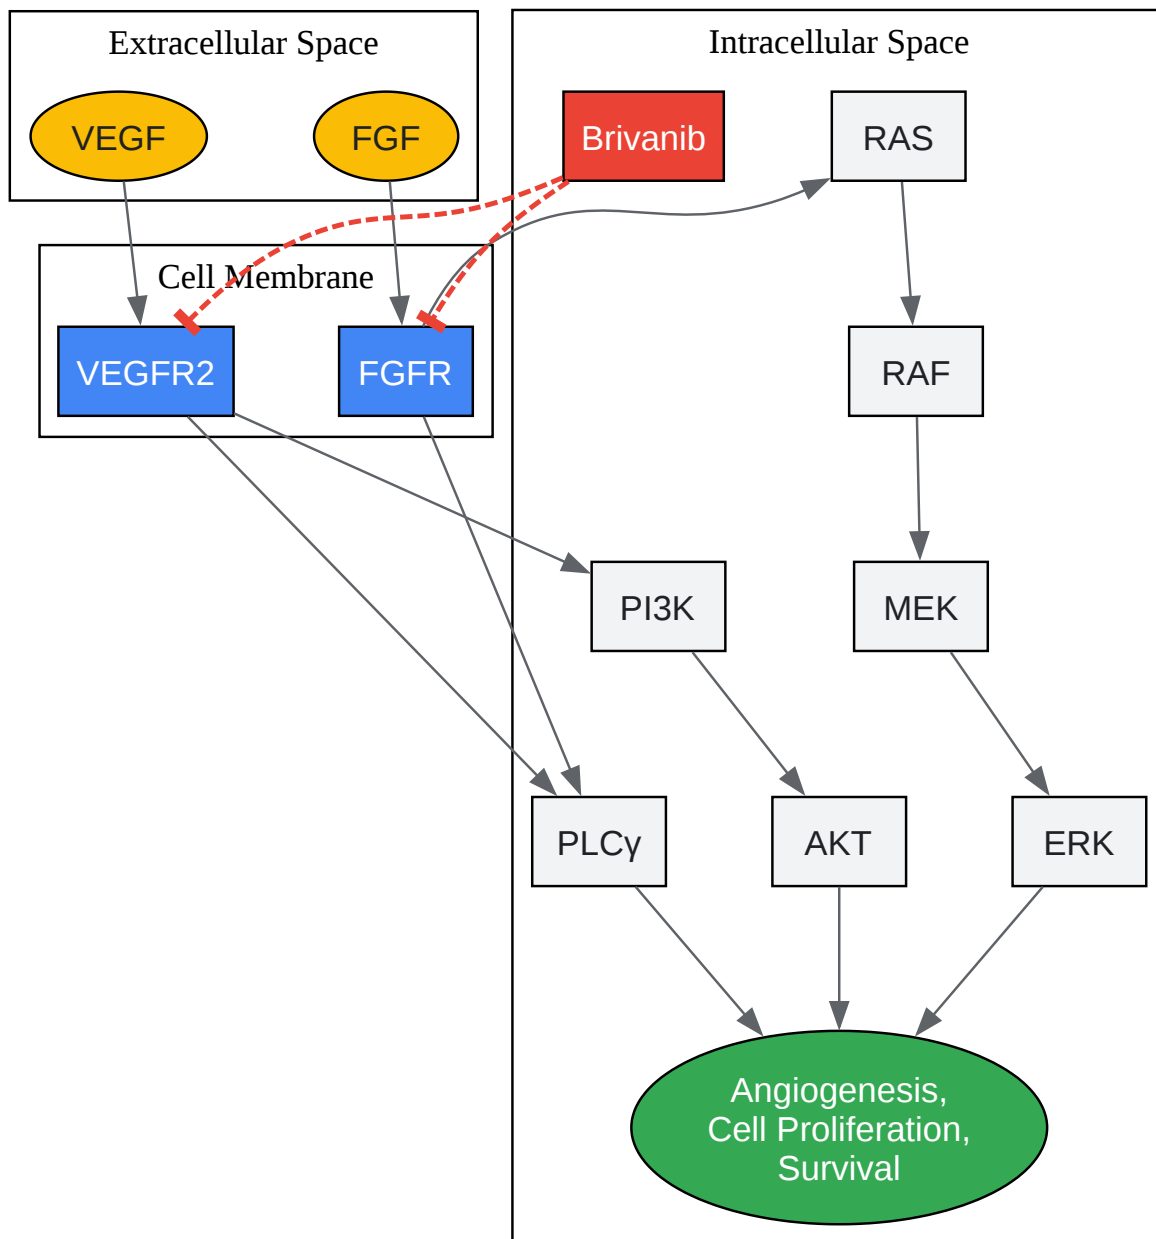 Extracellular Space
Intracellular Space
VEGF
FGF
Brivanib
RAS
Cell Membrane
VEGFR2
FGFR
RAF
PI3K
MEK
PLCγ
AKT
ERK
Angiogenesis,
Cell Proliferation,
Survival